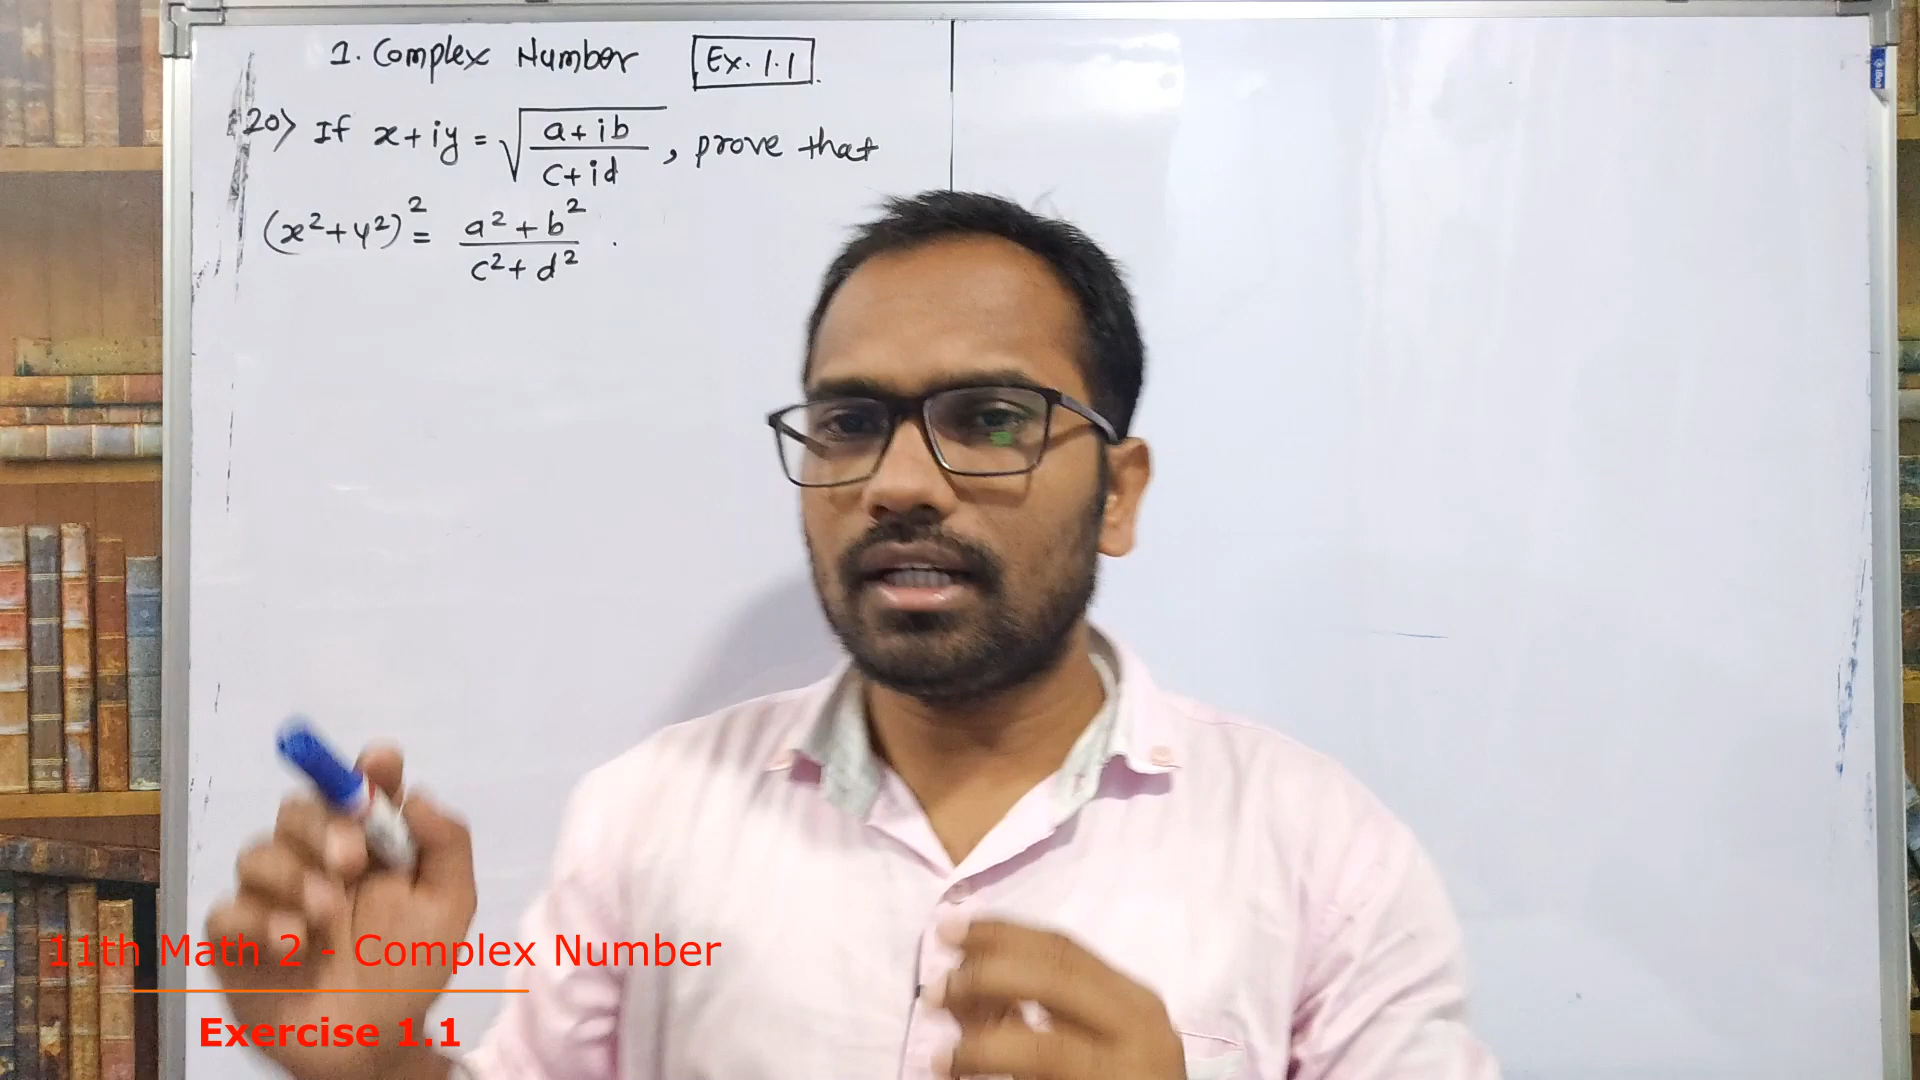 1. Complex Number Ex. 1.1
20) If x+iy = √(a+ib / c+id), prove that
(x²+y²)² = a²+b² / c²+d².
11th Math 2 - Complex Number
Exercise 1.1